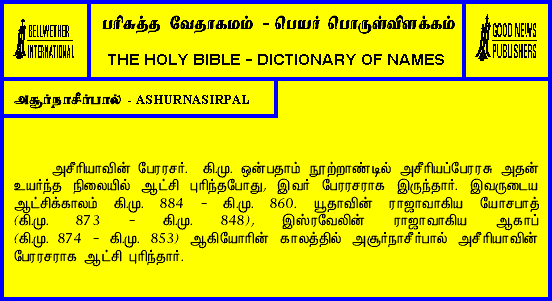 BELLWETHER
INTERNATIONAL
பரிசுத்த வேதாகமம் - பெயர் பொருள்விளக்கம்
THE HOLY BIBLE - DICTIONARY OF NAMES
GOOD NEWS
PUBLISHERS
அசூர்நாசீர்பால் - ASHURNASIRPAL
அசீரியாவின் பேரரசர். கி.மு. ஒன்பதாம் நூற்றாண்டில் அசீரியப்பேரரசு அதன்
உயர்ந்த நிலையில் ஆட்சி புரிந்தபோது, இவர் பேரரசராக இருந்தார். இவருடைய
ஆட்சிக்காலம் கி.மு. 884 - கி.மு. 860. யூதாவின் ராஜாவாகிய யோசபாத்
(கி.மு. 873 - கி.மு. 848), இஸ்ரவேலின் ராஜாவாகிய ஆகாப்
(கி.மு. 874 - கி.மு. 853) ஆகியோரின் காலத்தில் அசூர்நாசீர்பால் அசீரியாவின்
பேரரசராக ஆட்சி புரிந்தார்.